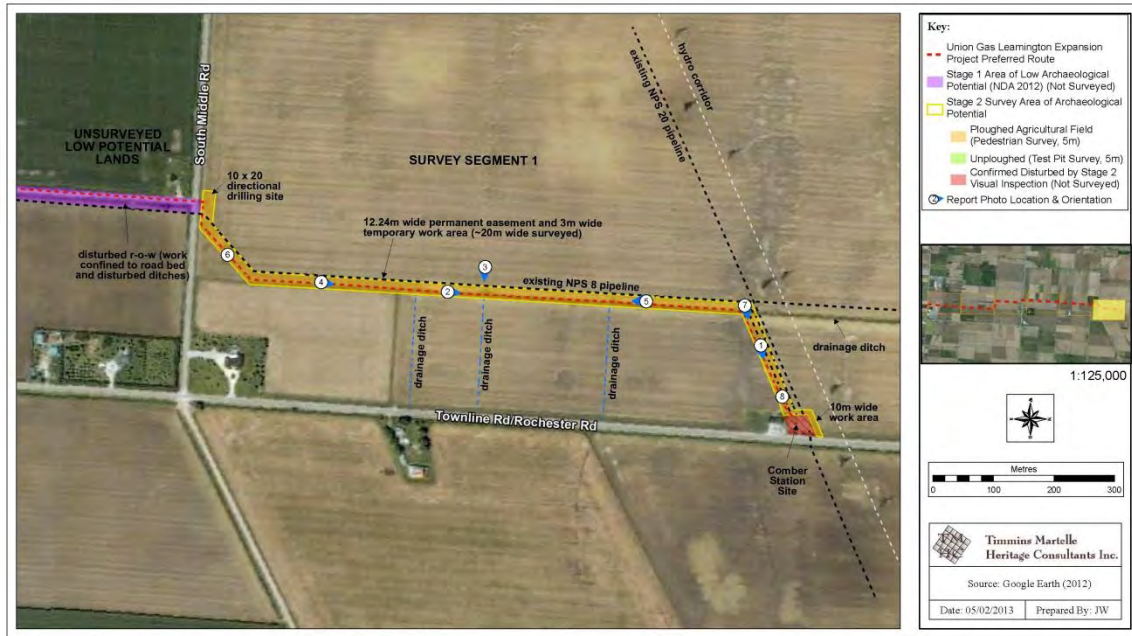 UNSURVEYED
LOW POTENTIAL
LANDS
South Middle Rd
SURVEY SEGMENT 1
existing NPS 20 pipeline
hydro corridor
10 x 20
directional
drilling site
12.24m wide permanent easement and 3m wide
temporary work area (~20m wide surveyed)
disturbed r-o-w (work
confined to road bed
and disturbed ditches)
existing NPS 8 pipeline
6
4
3
2
5
7
1
8
drainage ditch
drainage ditch
drainage ditch
drainage ditch
10m wide
work area
Townline Rd/Rochester Rd
Comber
Station
Site
Key:
Union Gas Leamington Expansion
Project Preferred Route
Stage 1 Area of Low Archaeological
Potential (NDA 2012) (Not Surveyed)
Stage 2 Survey Area of Archaeological
Potential
Ploughed Agricultural Field
(Pedestrian Survey, 5m)
Unploughed (Test Pit Survey, 5m)
Confirmed Disturbed by Stage 2
Visual Inspection (Not Surveyed)
2 Report Photo Location & Orientation
1:125,000
Metres
0 100 200 300
Timmins Martelle
Heritage Consultants Inc.
Source: Google Earth (2012)
Date: 05/02/2013 Prepared By: JW